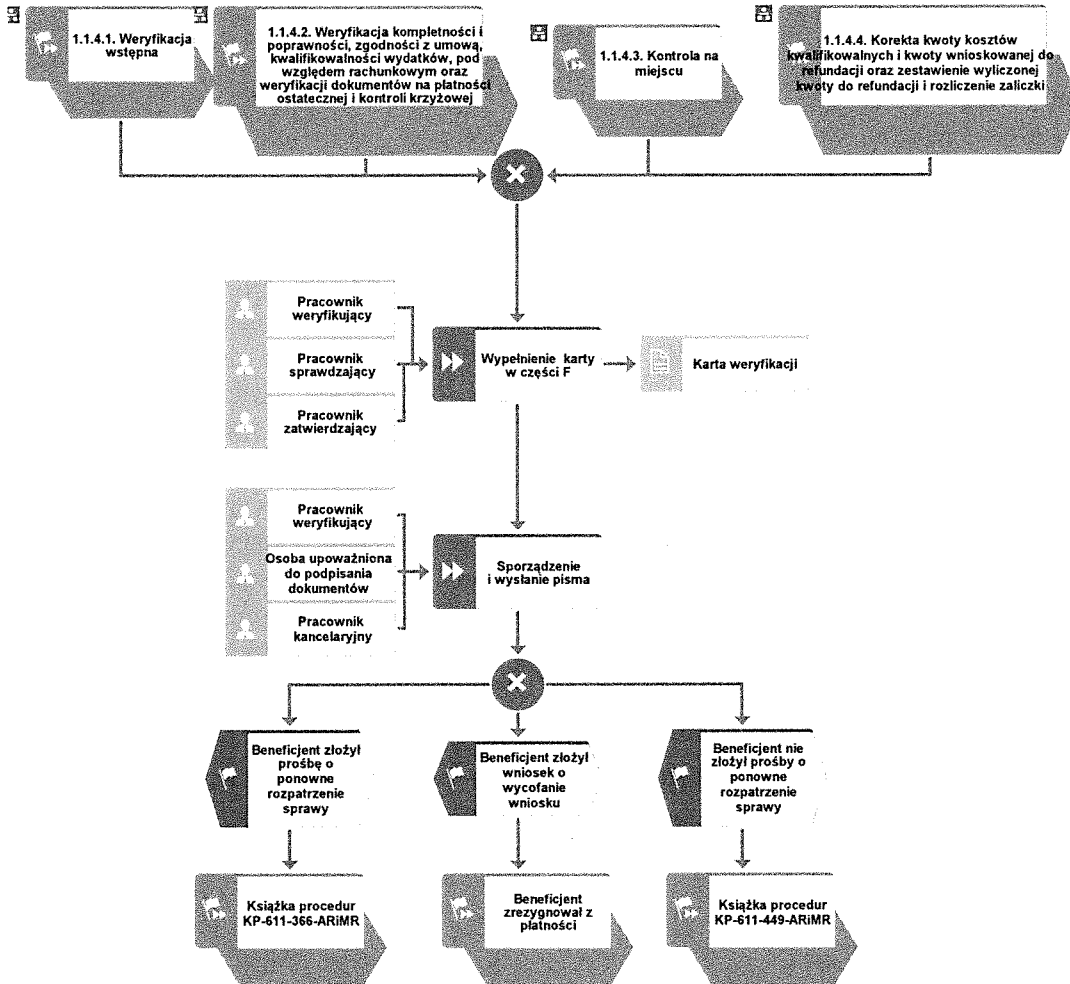 1.1.4.1. Weryfikacja
wstępna
1.1.4.2. Weryfikacja kompletności i
poprawności, zgodności z umową,
kwalifikowalności wydatków, pod
względem rachunkowym oraz
weryfikacji dokumentów na płatności
ostatecznej i kontroli krzyżowej
1.1.4.3. Kontrola na
miejscu
1.1.4.4. Korekta kwoty kosztów
kwalifikowalnych i kwoty wnioskowanej do
refundacji oraz zestawienie wyliczonej
kwoty do refundacji i rozliczenie zaliczki
Pracownik
weryfikujący
Pracownik
sprawdzający
Pracownik
zatwierdzający
Wypełnienie karty
w części F
Karta weryfikacji
Pracownik
weryfikujący
Osoba upoważniona
do podpisania
dokumentów
Pracownik
kancelaryjny
Sporządzenie
i wysłanie pisma
Beneficjent złożył
prośbę o
ponowne
rozpatrzenie
sprawy
Beneficjent złożył
wniosek o
wycofanie
wniosku
Beneficjent nie
złożył prośby o
ponowne
rozpatrzenie
sprawy
Książka procedur
KP-611-366-ARiMR
Beneficjent
zrezygnował z
płatności
Książka procedur
KP-611-449-ARiMR